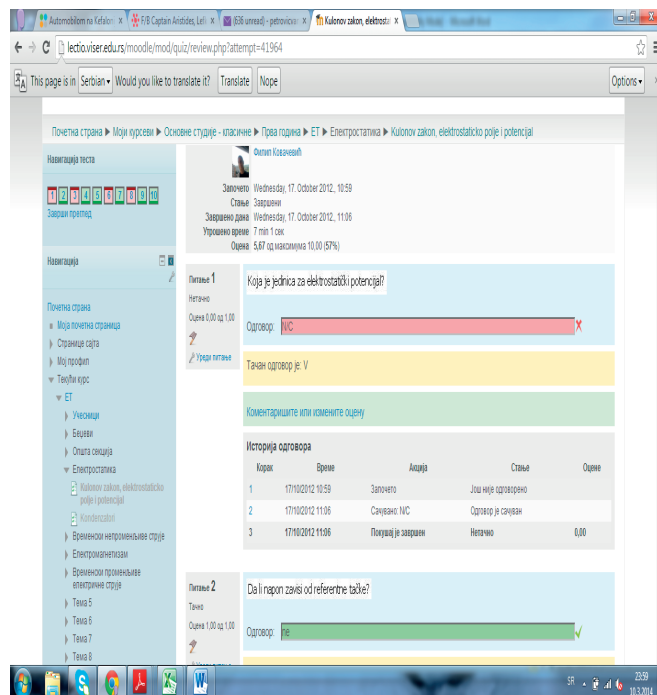 Automobilom na Kefalon
F/B Captain Aristides, Lefk
(636 unread) - petrovicvan
Kulonov zakon, elektrostat
lectio.viser.edu.rs/moodle/mod/quiz/review.php?attempt=41964
This page is in Serbian Would you like to translate it? Translate Nope Options
Почетна страна ▶ Моји курсеви ▶ Основне студије - класичне ▶ Прва година ▶ ЕТ ▶ Електростатика ▶ Kulonov zakon, elektrostatičko polje i potencijal
Навигација теста
1 2 3 4 5 6 7 8 9 10
Заврши преглед
Навигација
Почетна страна
Моја почетна страница
Странице сајта
Мој профил
Текући курс
ЕТ
Учесници
Беџеви
Општа секција
Електростатика
Kulonov zakon, elektrostaticko
polje i potencijal
Kondenzatori
Временски непроменљиве струје
Електромагнетизам
Временски променљиве
електричне струје
Тема 5
Тема 6
Тема 7
Тема 8
Филип Ковачевић
Започето Wednesday, 17. October 2012., 10:59
Стање Завршени
Завршено дана Wednesday, 17. October 2012., 11:06
Утрошено време 7 min 1 сек
Оцена 5,67 од максимума 10,00 (57%)
Питање 1
Нетачно
Оцена 0,00 од 1,00
Уреди питање
Koja je jedinica za elektrostatički potencijal?
Одговор: N/C
Тачан одговор је: V
Коментаришите или измените оцену
Историја одговора
Корак Време Акција Стање Оцене
1 17/10/2012 10:59 Започето Још није одговорено
2 17/10/2012 11:06 Сачувано: N/C Одговор је сачуван
3 17/10/2012 11:06 Покушај је завршен Нетачно 0,00
Питање 2
Тачно
Оцена 1,00 од 1,00
Da li napon zavisi od referentne tačke?
Одговор: ne
SR
23:59
10.3.2014